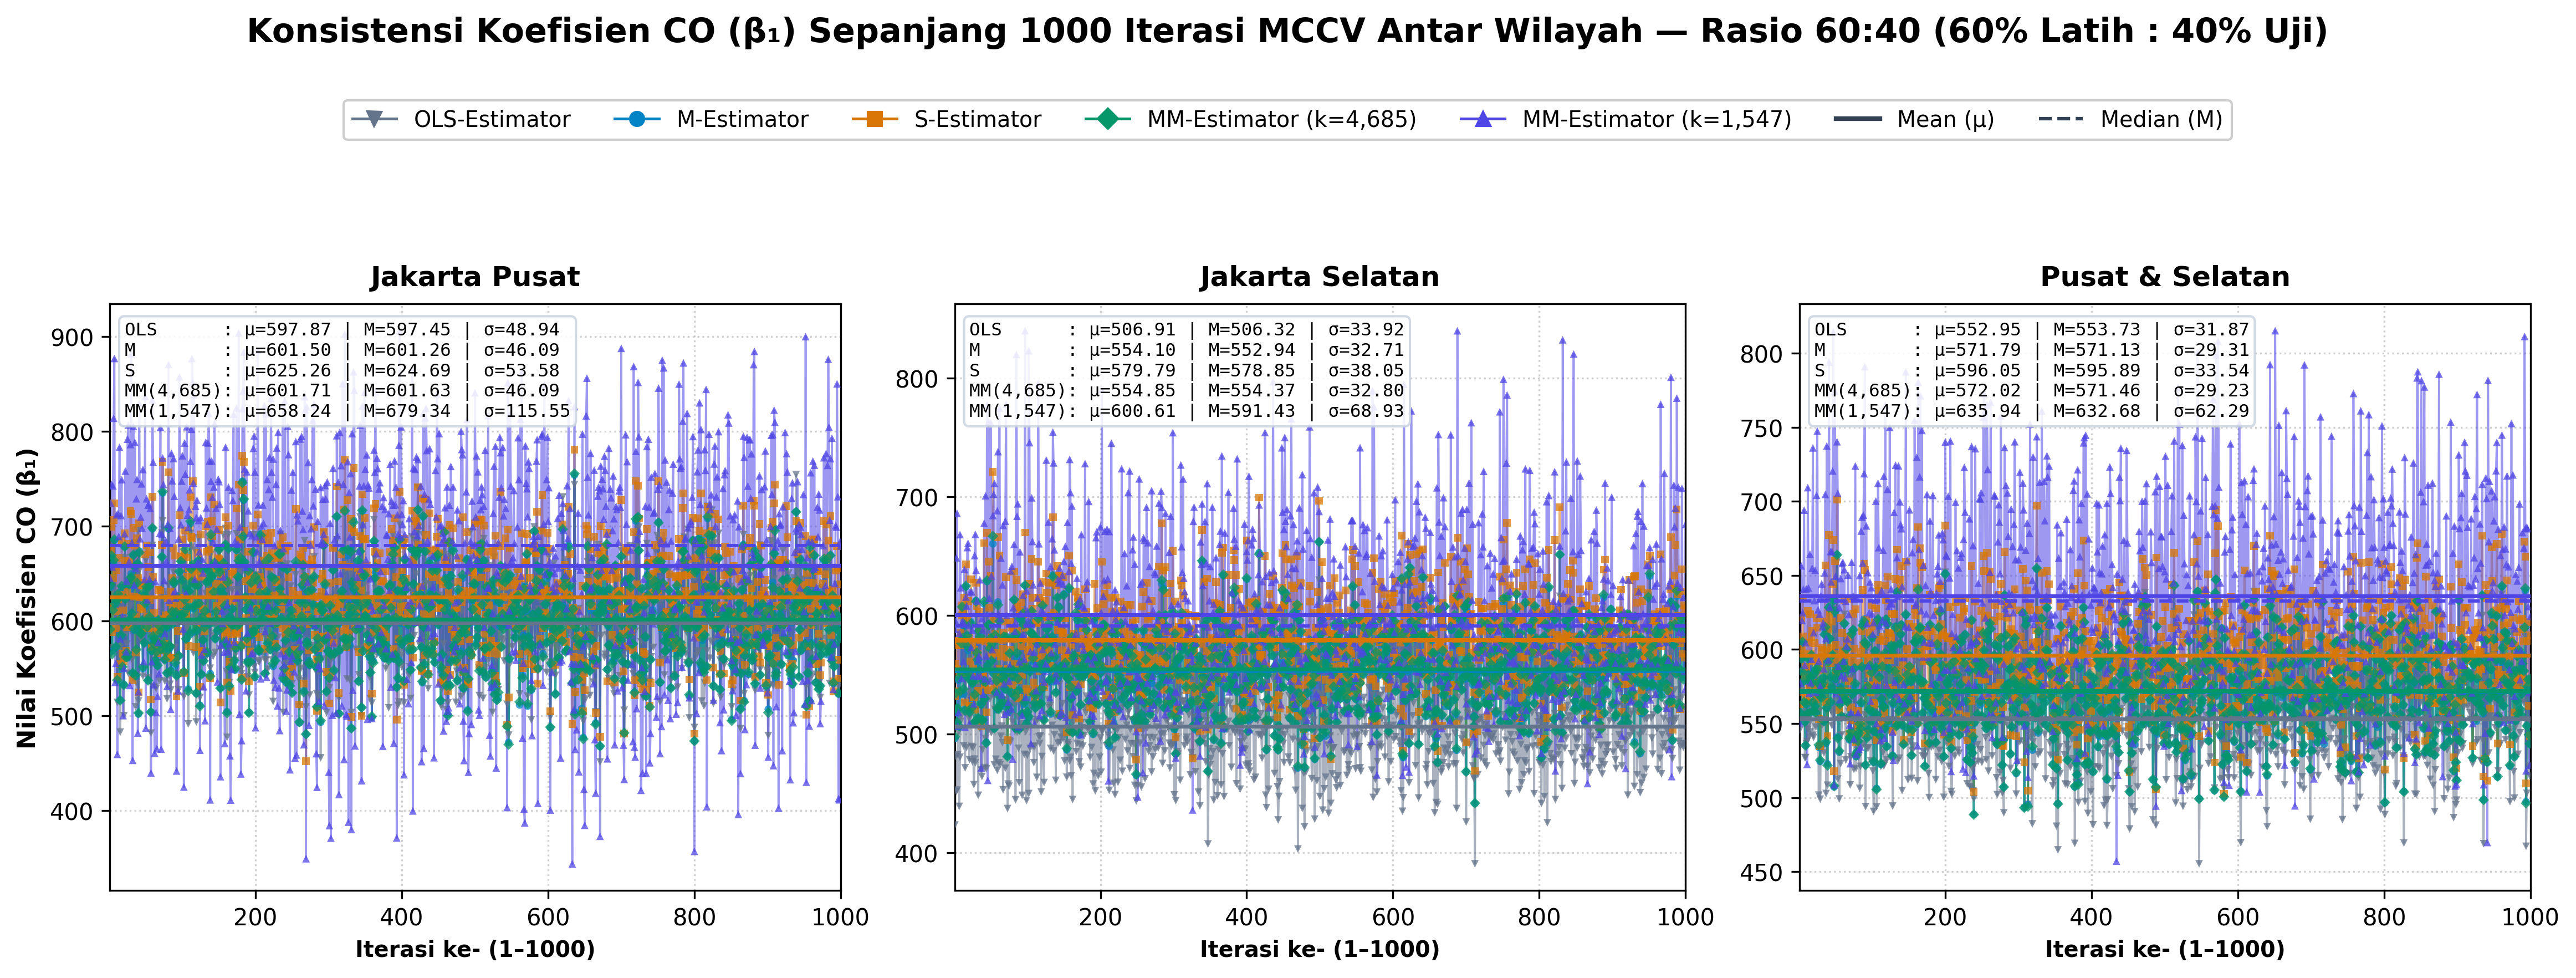 Konsistensi Koefisien CO (β₁) Sepanjang 1000 Iterasi MCCV Antar Wilayah — Rasio 60:40 (60% Latih : 40% Uji)
OLS-Estimator M-Estimator S-Estimator MM-Estimator (k=4,685) MM-Estimator (k=1,547) Mean (μ) Median (M)
Jakarta Pusat
Nilai Koefisien CO (β₁)
900
800
700
600
500
400
OLS : μ=597.87 | M=597.45 | σ=48.94
M : μ=601.50 | M=601.26 | σ=46.09
S : μ=625.26 | M=624.69 | σ=53.58
MM(4,685): μ=601.71 | M=601.63 | σ=46.09
MM(1,547): μ=658.24 | M=679.34 | σ=115.55
200 400 600 800 1000
Iterasi ke- (1–1000)
Jakarta Selatan
800
700
600
500
400
OLS : μ=506.91 | M=506.32 | σ=33.92
M : μ=554.10 | M=552.94 | σ=32.71
S : μ=579.79 | M=578.85 | σ=38.05
MM(4,685): μ=554.85 | M=554.37 | σ=32.80
MM(1,547): μ=600.61 | M=591.43 | σ=68.93
200 400 600 800 1000
Iterasi ke- (1–1000)
Pusat & Selatan
800
750
700
650
600
550
500
450
OLS : μ=552.95 | M=553.73 | σ=31.87
M : μ=571.79 | M=571.13 | σ=29.31
S : μ=596.05 | M=595.89 | σ=33.54
MM(4,685): μ=572.02 | M=571.46 | σ=29.23
MM(1,547): μ=635.94 | M=632.68 | σ=62.29
200 400 600 800 1000
Iterasi ke- (1–1000)